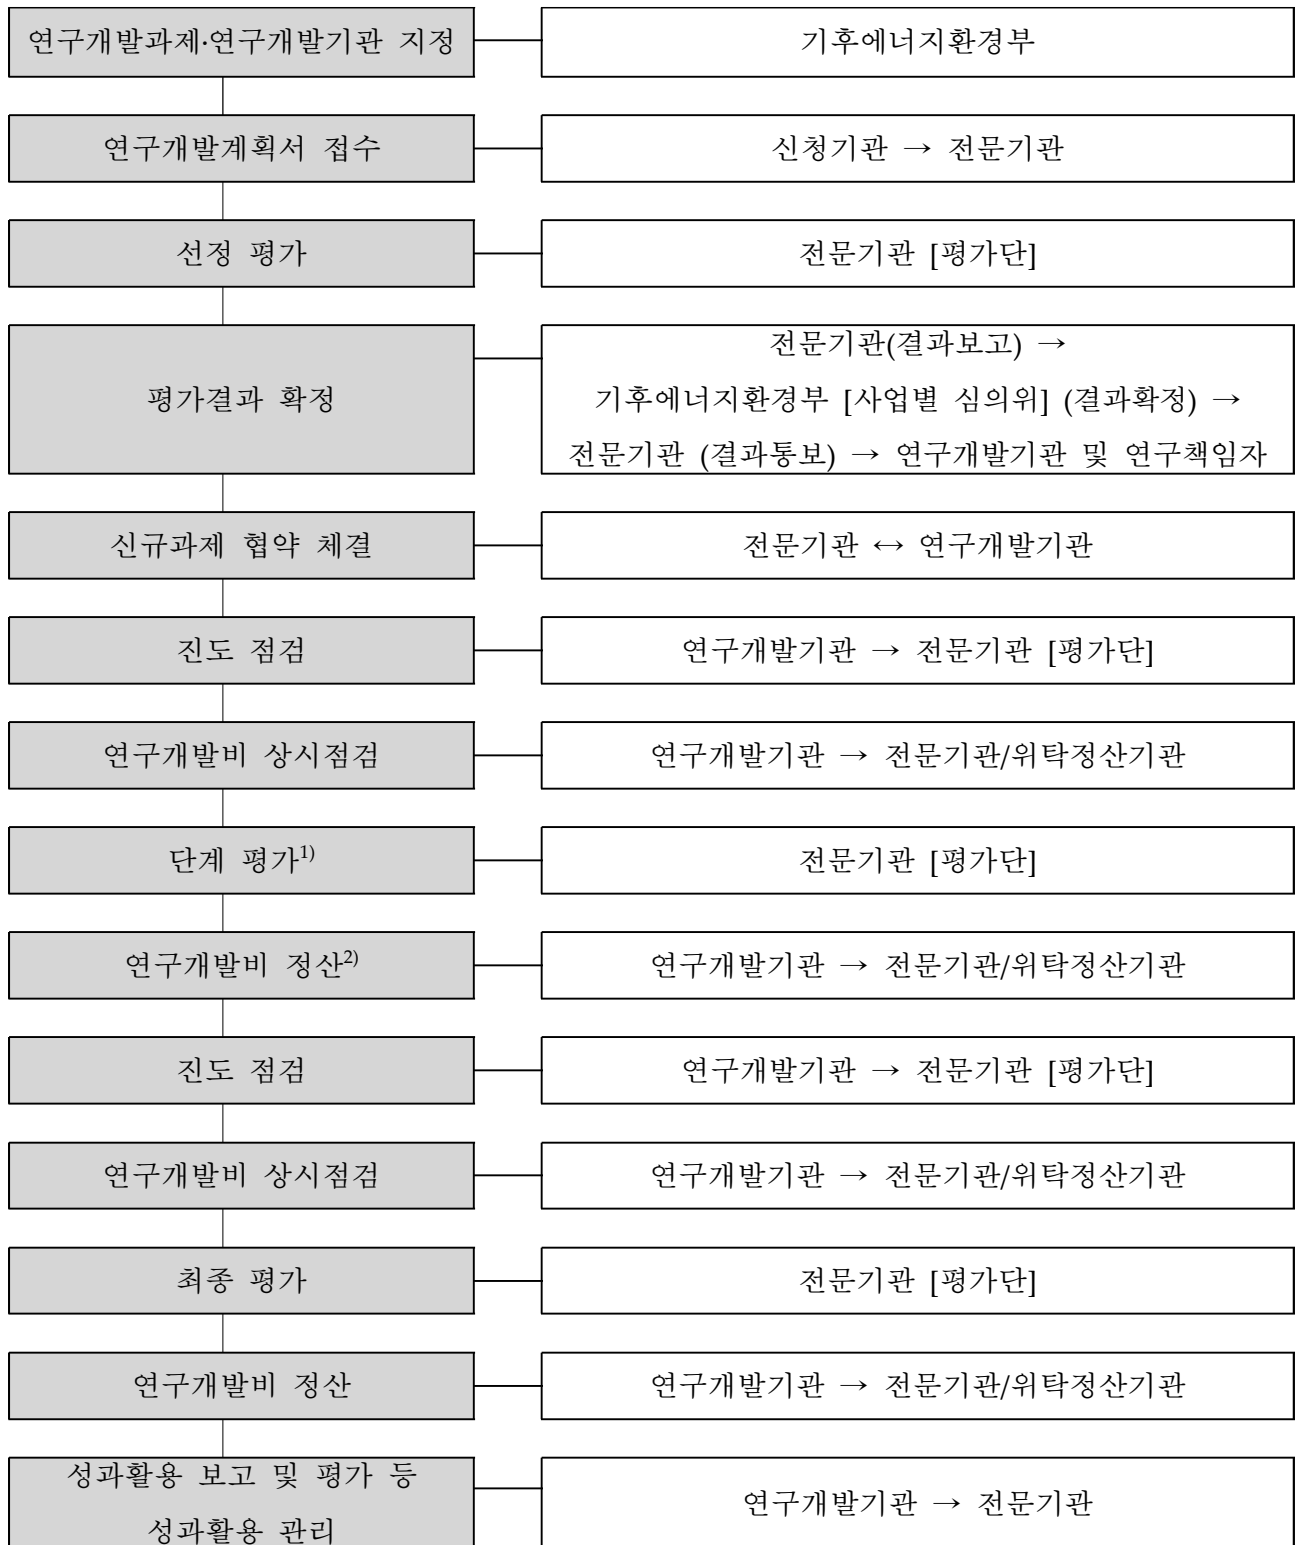 연구개발과제·연구개발기관 지정
기후에너지환경부
연구개발계획서 접수
신청기관 → 전문기관
선정 평가
전문기관 [평가단]
평가결과 확정
전문기관(결과보고) →
기후에너지환경부 [사업별 심의위] (결과확정) →
전문기관 (결과통보) → 연구개발기관 및 연구책임자
신규과제 협약 체결
전문기관 ↔ 연구개발기관
진도 점검
연구개발기관 → 전문기관 [평가단]
연구개발비 상시점검
연구개발기관 → 전문기관/위탁정산기관
단계 평가1)
전문기관 [평가단]
연구개발비 정산2)
연구개발기관 → 전문기관/위탁정산기관
진도 점검
연구개발기관 → 전문기관 [평가단]
연구개발비 상시점검
연구개발기관 → 전문기관/위탁정산기관
최종 평가
전문기관 [평가단]
연구개발비 정산
연구개발기관 → 전문기관/위탁정산기관
성과활용 보고 및 평가 등
성과활용 관리
연구개발기관 → 전문기관